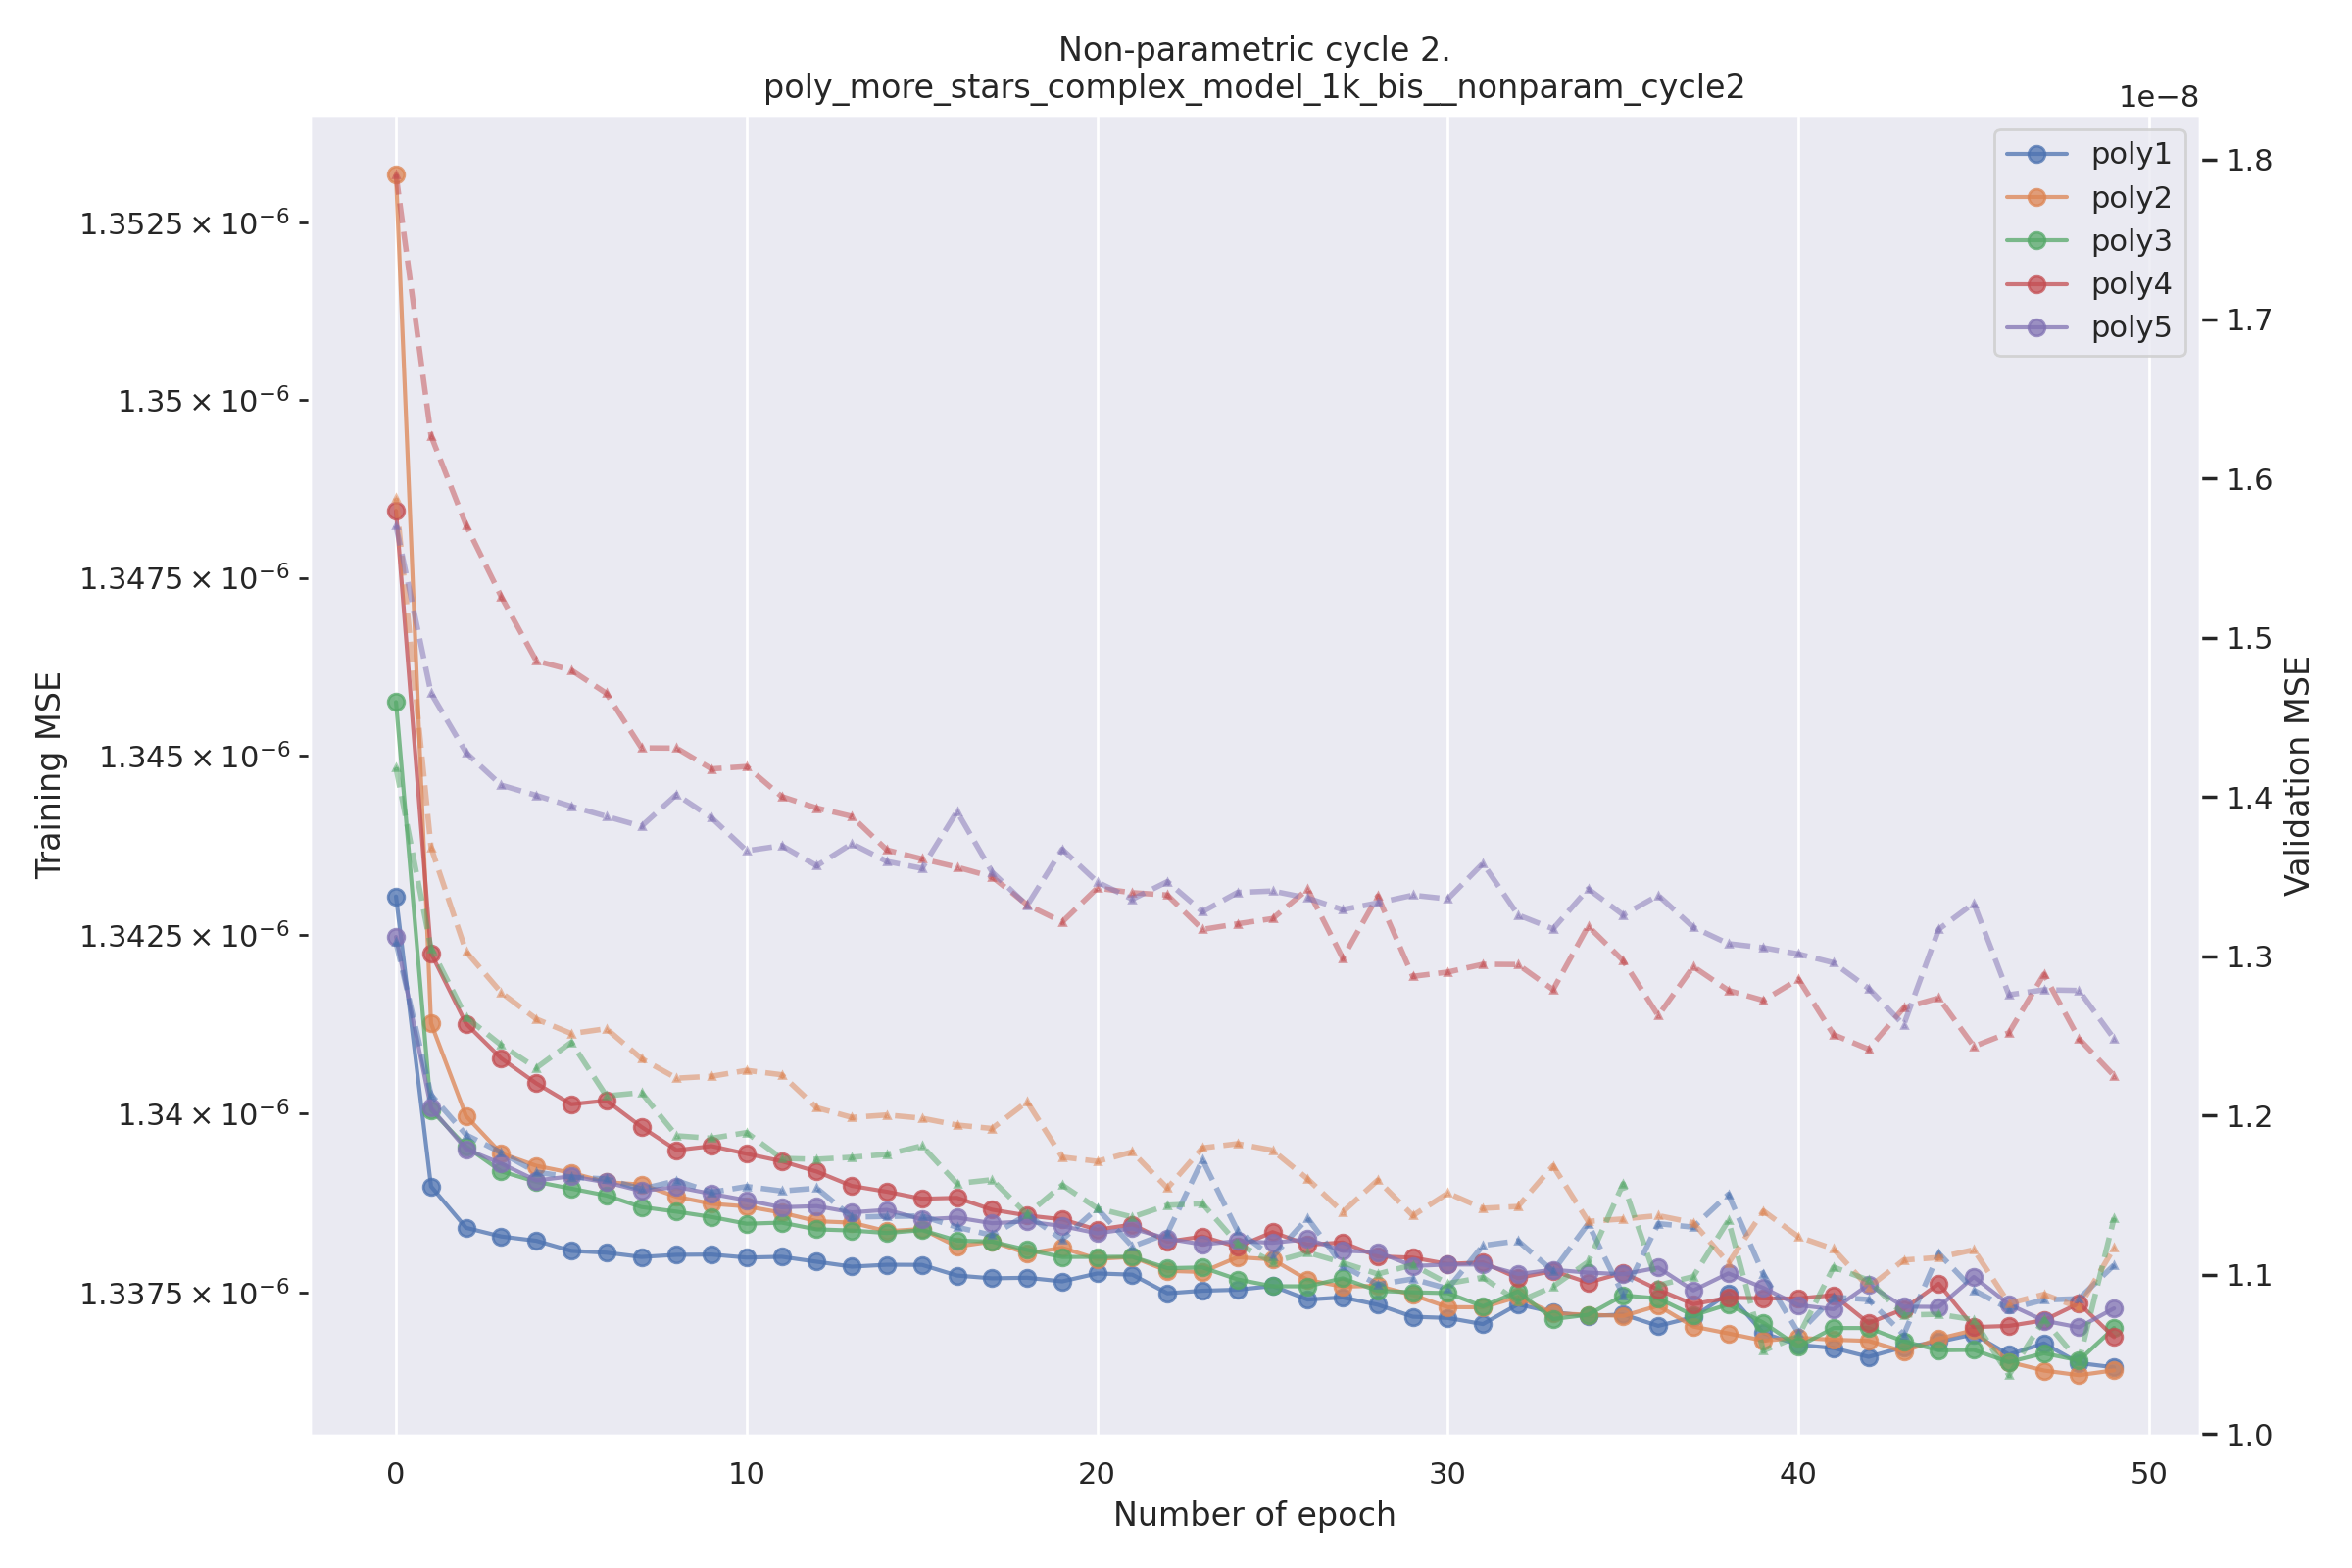 Non-parametric cycle 2.
poly_more_stars_complex_model_1k_bis__nonparam_cycle2
1e−8
1.3525 × 10⁻⁶
1.35 × 10⁻⁶
1.3475 × 10⁻⁶
1.345 × 10⁻⁶
1.3425 × 10⁻⁶
1.34 × 10⁻⁶
1.3375 × 10⁻⁶
Training MSE
poly1
poly2
poly3
poly4
poly5
1.8
1.7
1.6
1.5
1.4
1.3
1.2
1.1
1.0
Validation MSE
0 10 20 30 40 50
Number of epoch